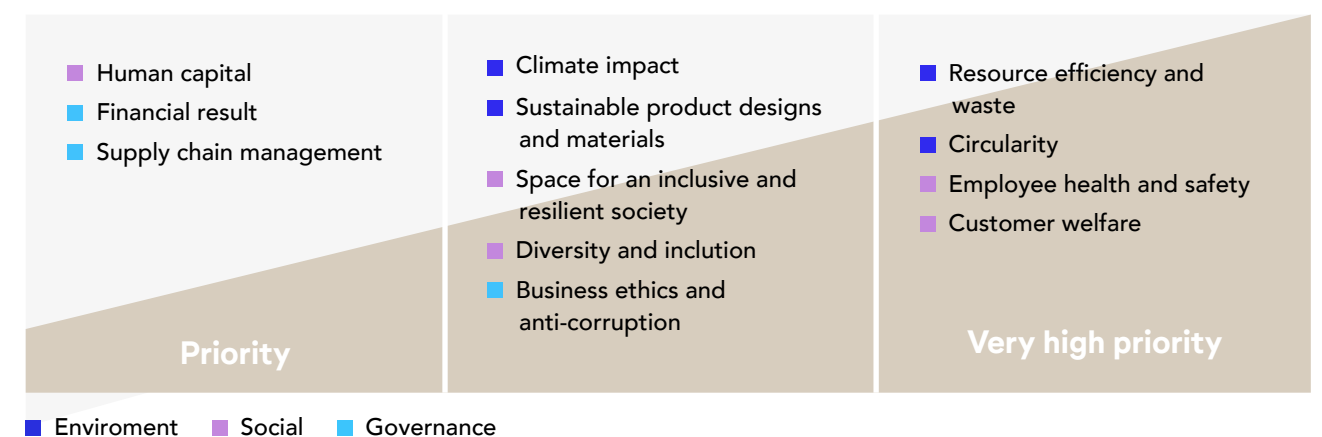 Human capital
Financial result
Supply chain management
Priority
Climate impact
Sustainable product designs
and materials
Space for an inclusive and
resilient society
Diversity and inclution
Business ethics and
anti-corruption
Resource efficiency and
waste
Circularity
Employee health and safety
Customer welfare
Very high priority
Enviroment
Social
Governance